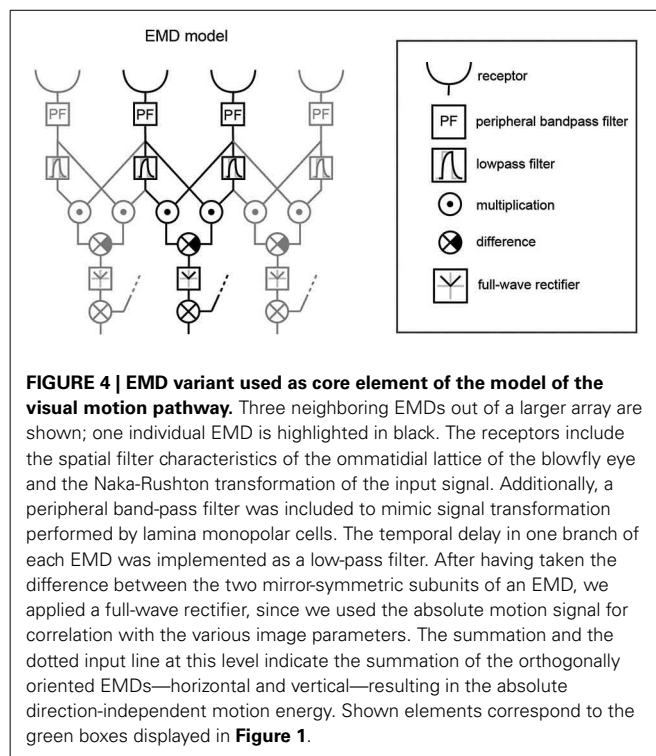 EMD model
PF
PF
PF
PF
receptor
PF
peripheral bandpass filter
lowpass filter
multiplication
difference
full-wave rectifier
FIGURE 4 | EMD variant used as core element of the model of the
visual motion pathway. Three neighboring EMDs out of a larger array are
shown; one individual EMD is highlighted in black. The receptors include
the spatial filter characteristics of the ommatidial lattice of the blowfly eye
and the Naka-Rushton transformation of the input signal. Additionally, a
peripheral band-pass filter was included to mimic signal transformation
performed by lamina monopolar cells. The temporal delay in one branch of
each EMD was implemented as a low-pass filter. After having taken the
difference between the two mirror-symmetric subunits of an EMD, we
applied a full-wave rectifier, since we used the absolute motion signal for
correlation with the various image parameters. The summation and the
dotted input line at this level indicate the summation of the orthogonally
oriented EMDs—horizontal and vertical—resulting in the absolute
direction-independent motion energy. Shown elements correspond to the
green boxes displayed in Figure 1.